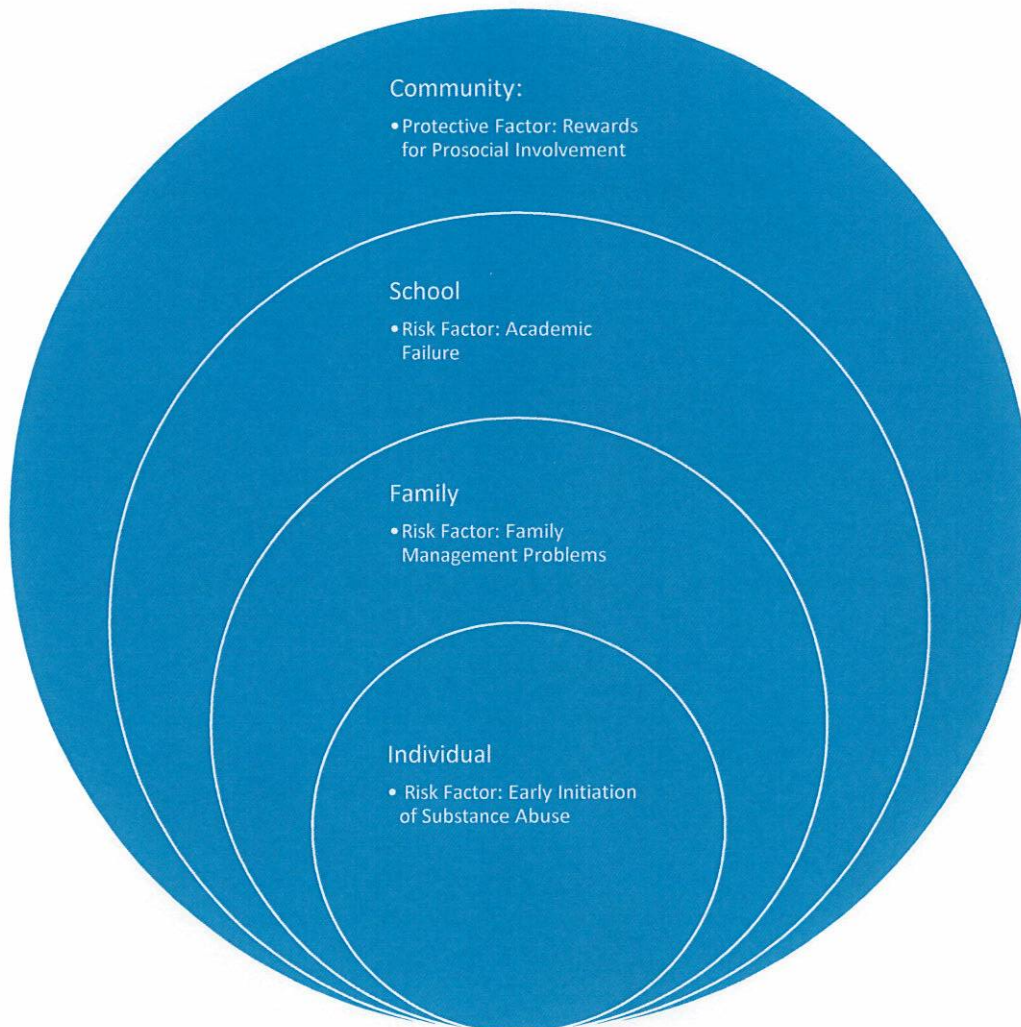 Community:
• Protective Factor: Rewards
for Prosocial Involvement
School
• Risk Factor: Academic
Failure
Family
• Risk Factor: Family
Management Problems
Individual
• Risk Factor: Early Initiation
of Substance Abuse